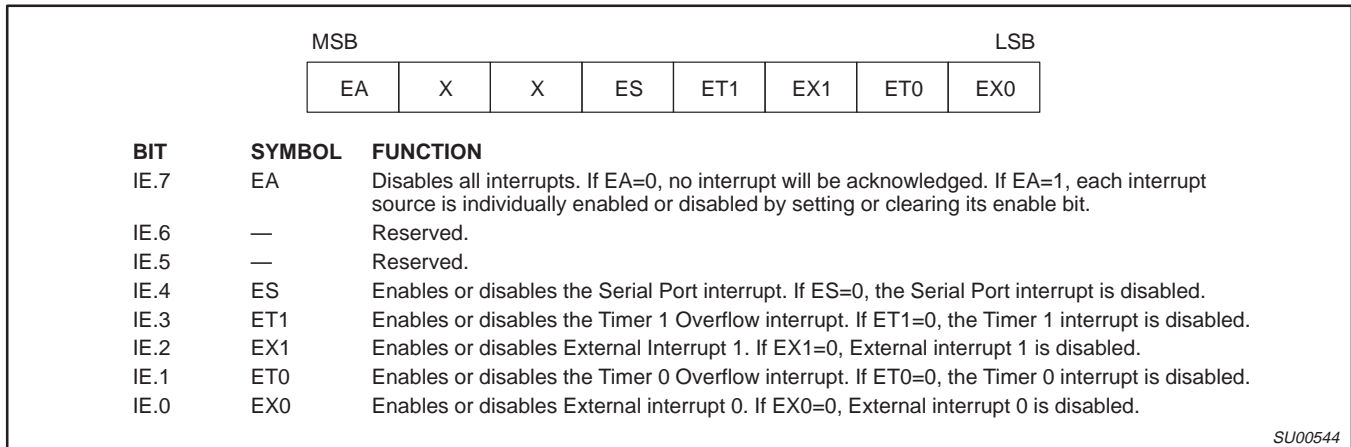 MSB LSB
EA X X ES ET1 EX1 ET0 EX0
BIT SYMBOL FUNCTION
IE.7 EA Disables all interrupts. If EA=0, no interrupt will be acknowledged. If EA=1, each interrupt
source is individually enabled or disabled by setting or clearing its enable bit.
IE.6 — Reserved.
IE.5 — Reserved.
IE.4 ES Enables or disables the Serial Port interrupt. If ES=0, the Serial Port interrupt is disabled.
IE.3 ET1 Enables or disables the Timer 1 Overflow interrupt. If ET1=0, the Timer 1 interrupt is disabled.
IE.2 EX1 Enables or disables External Interrupt 1. If EX1=0, External interrupt 1 is disabled.
IE.1 ET0 Enables or disables the Timer 0 Overflow interrupt. If ET0=0, the Timer 0 interrupt is disabled.
IE.0 EX0 Enables or disables External interrupt 0. If EX0=0, External interrupt 0 is disabled.
SU00544